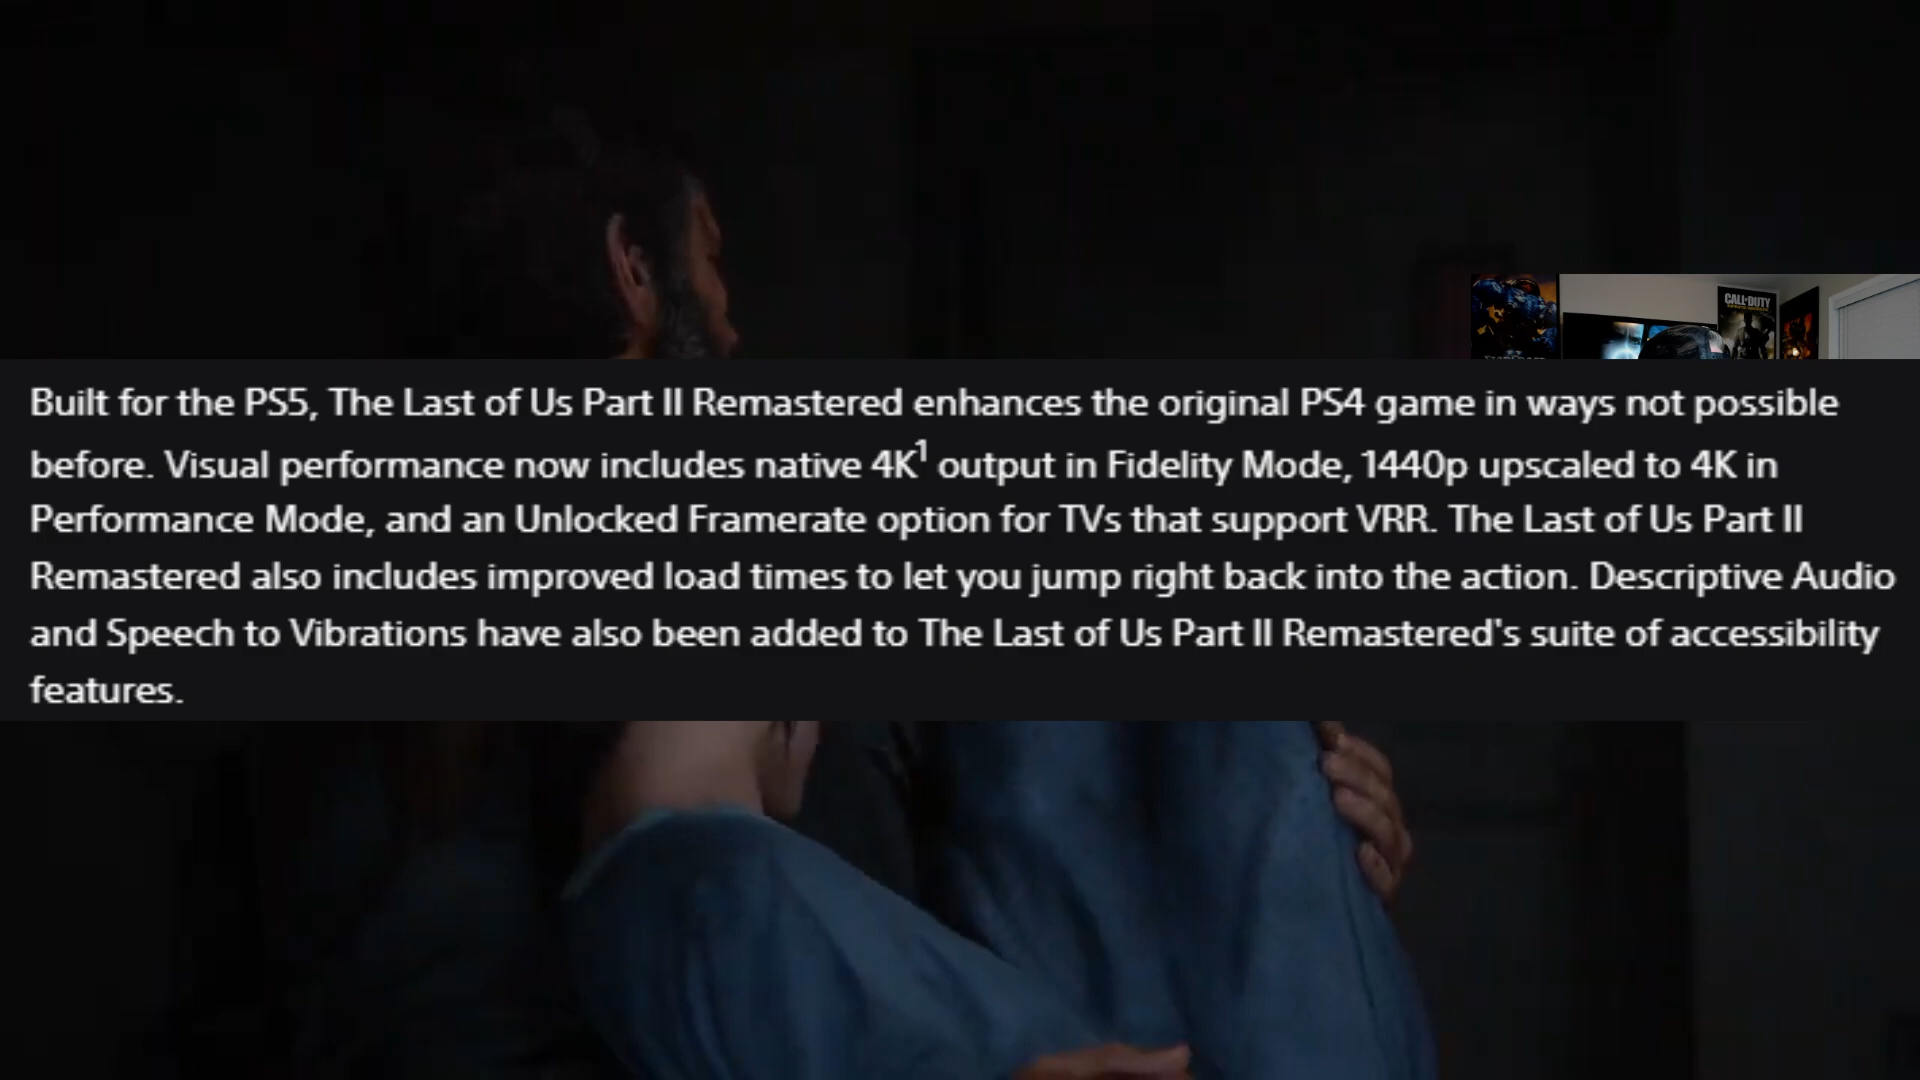 CALL OF DUTY
Built for the PS5, The Last of Us Part II Remastered enhances the original PS4 game in ways not possible
before. Visual performance now includes native 4K¹ output in Fidelity Mode, 1440p upscaled to 4K in
Performance Mode, and an Unlocked Framerate option for TVs that support VRR. The Last of Us Part II
Remastered also includes improved load times to let you jump right back into the action. Descriptive Audio
and Speech to Vibrations have also been added to The Last of Us Part II Remastered's suite of accessibility
features.